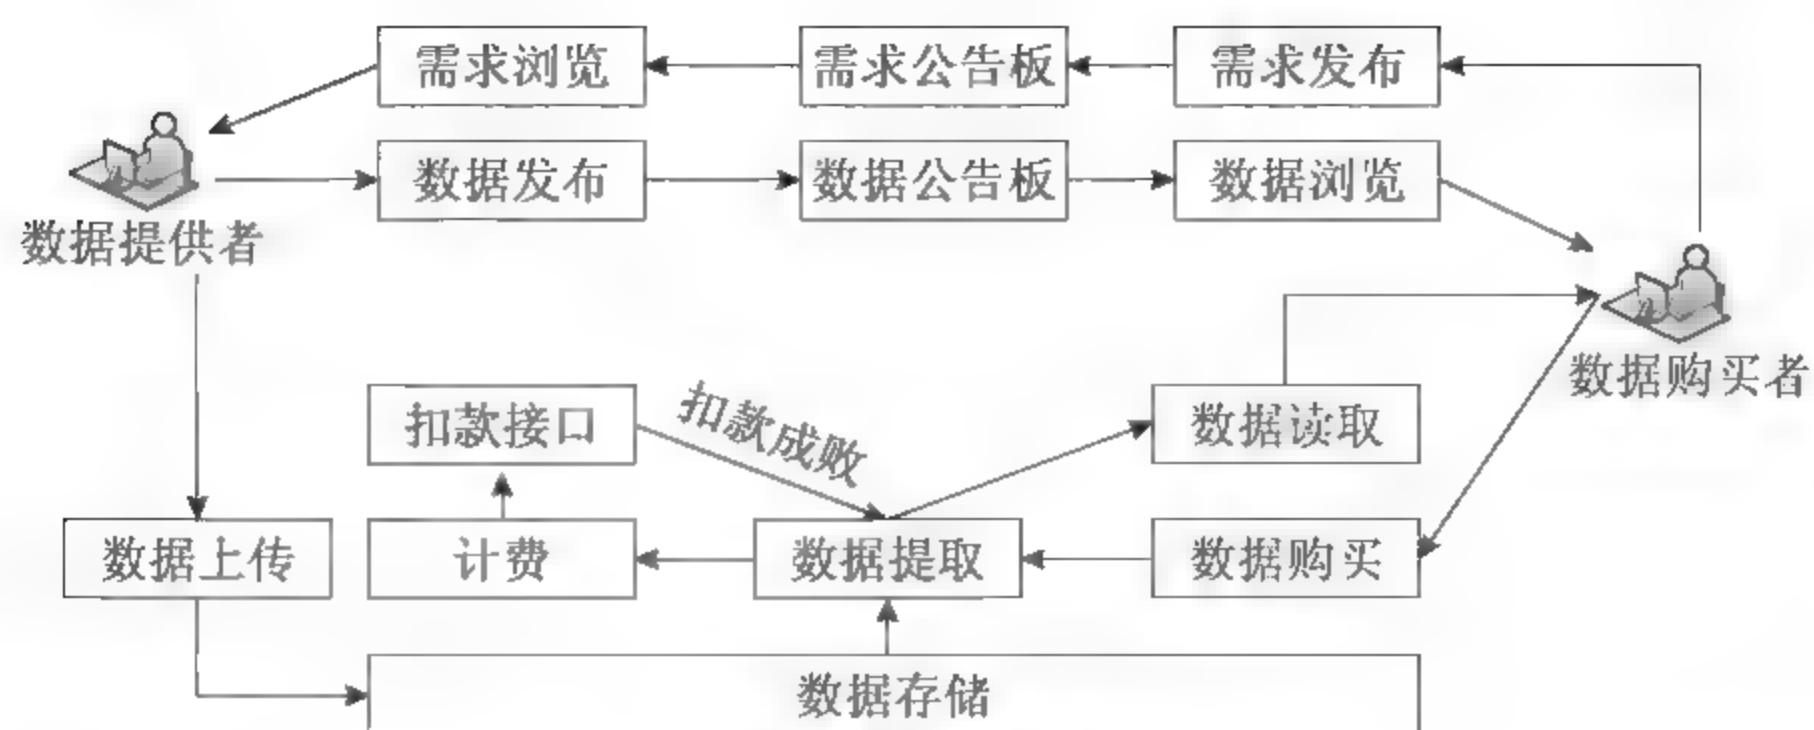 需求浏览
需求公告板
需求发布
数据发布
数据公告板
数据浏览
数据提供者
数据购买者
扣款接口
扣款成败
数据读取
数据上传
计费
数据提取
数据购买
数据存储